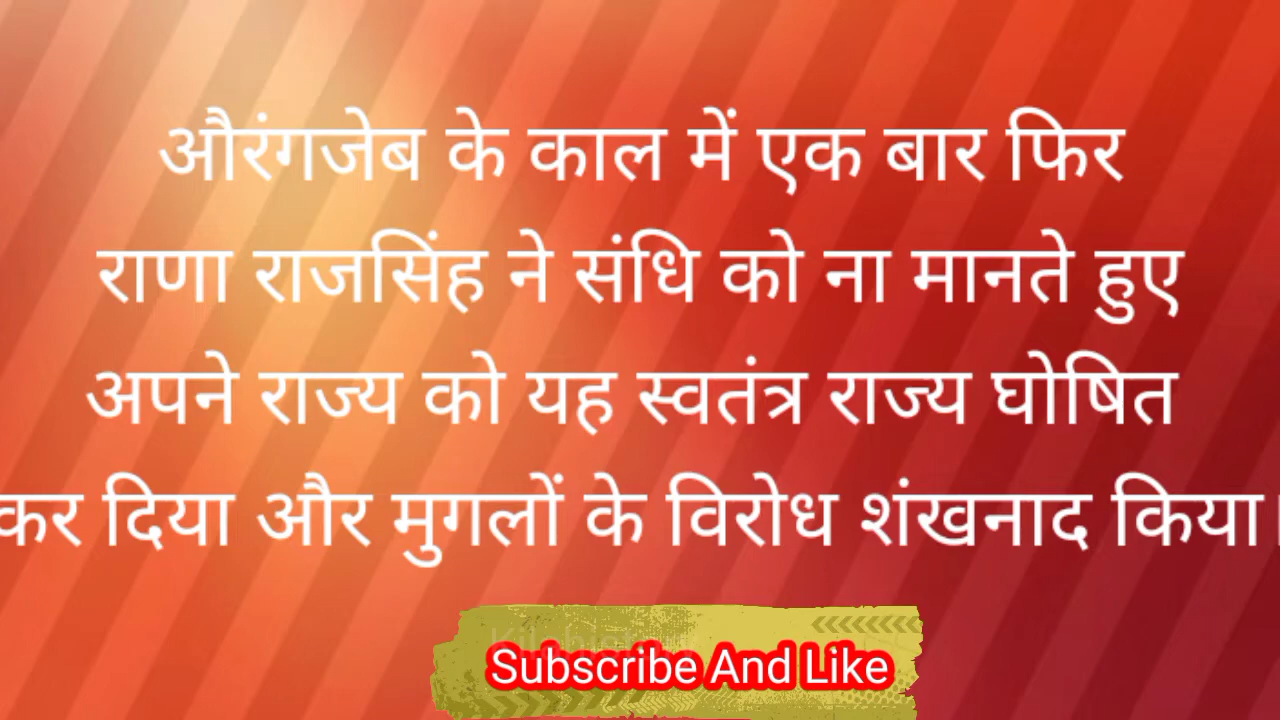 औरंगजेब के काल में एक बार फिर
राणा राजसिंह ने संधि को ना मानते हुए
अपने राज्य को यह स्वतंत्र राज्य घोषित
कर दिया और मुगलों के विरोध शंखनाद किया।
Subscribe And Like